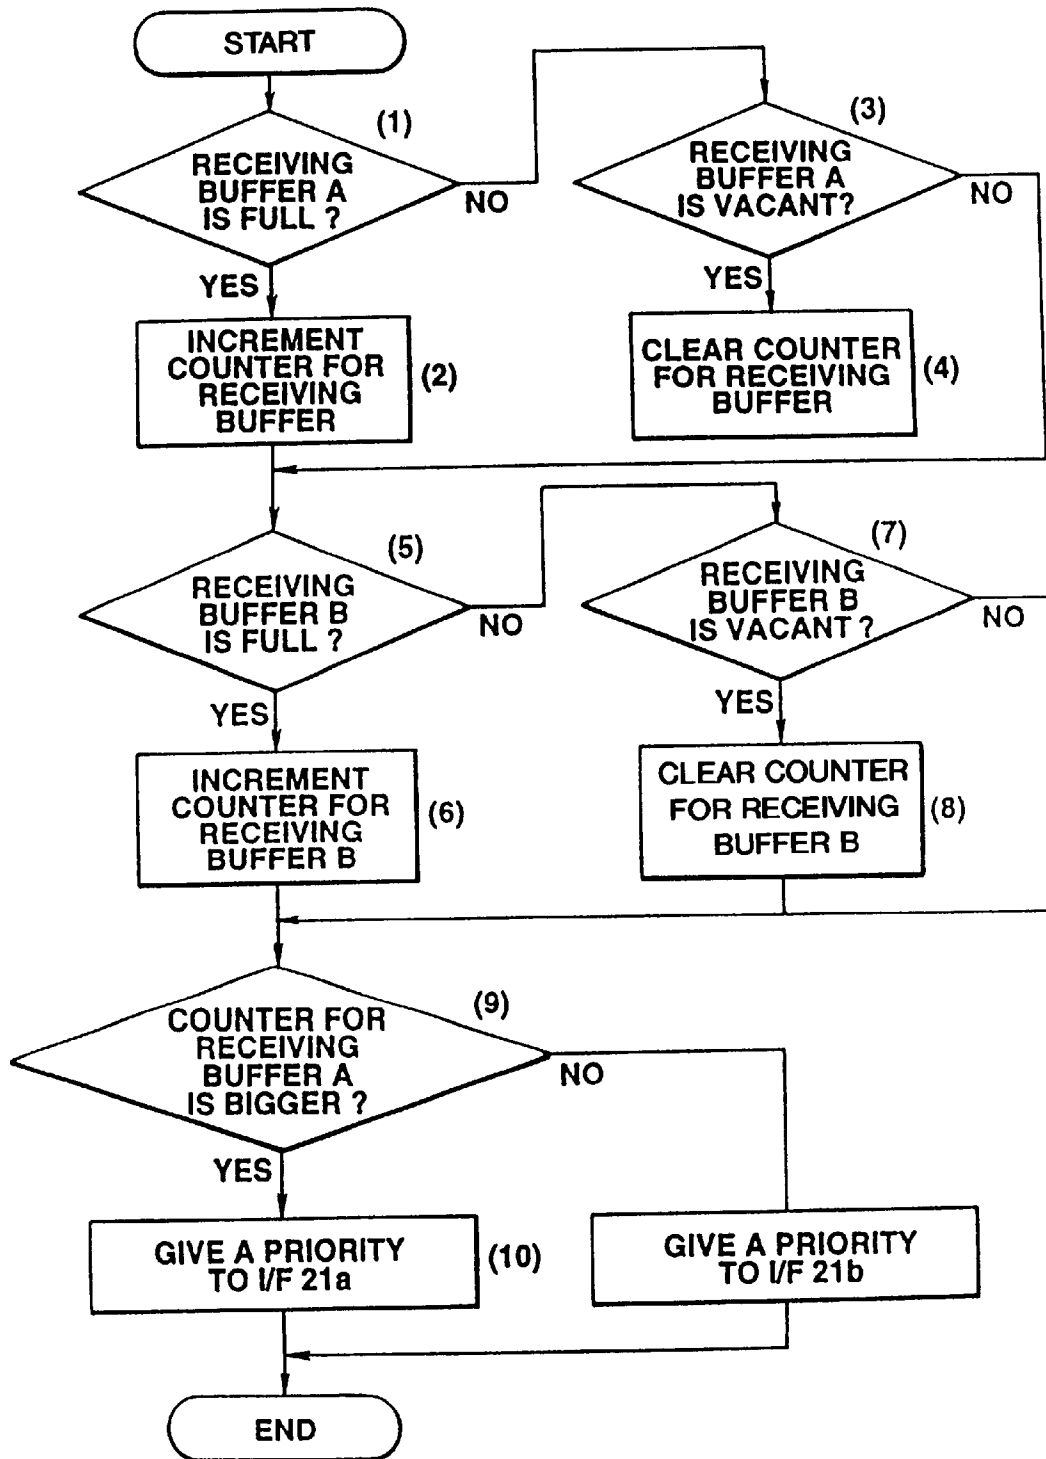 START
(1)
RECEIVING
BUFFER A
IS FULL ?
NO
YES
(3)
RECEIVING
BUFFER A
IS VACANT?
NO
YES
INCREMENT
COUNTER FOR
RECEIVING
BUFFER
(2)
CLEAR COUNTER
FOR RECEIVING
BUFFER
(4)
(5)
RECEIVING
BUFFER B
IS FULL ?
NO
YES
(7)
RECEIVING
BUFFER B
IS VACANT ?
NO
YES
INCREMENT
COUNTER FOR
RECEIVING
BUFFER B
(6)
CLEAR COUNTER
FOR RECEIVING
BUFFER B
(8)
(9)
COUNTER FOR
RECEIVING
BUFFER A
IS BIGGER ?
NO
YES
GIVE A PRIORITY
TO I/F 21a
(10)
GIVE A PRIORITY
TO I/F 21b
END